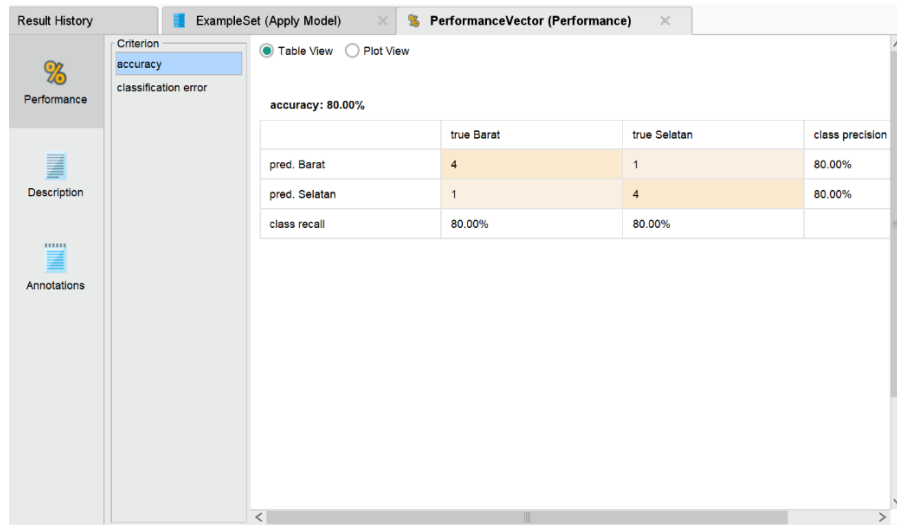 Result History
ExampleSet (Apply Model)
% PerformanceVector (Performance)
Criterion
accuracy
classification error
%
Performance
Description
Annotations
Table View Plot View
accuracy: 80.00%
true Barat true Selatan class precision
pred. Barat 4 1 80.00%
pred. Selatan 1 4 80.00%
class recall 80.00% 80.00%